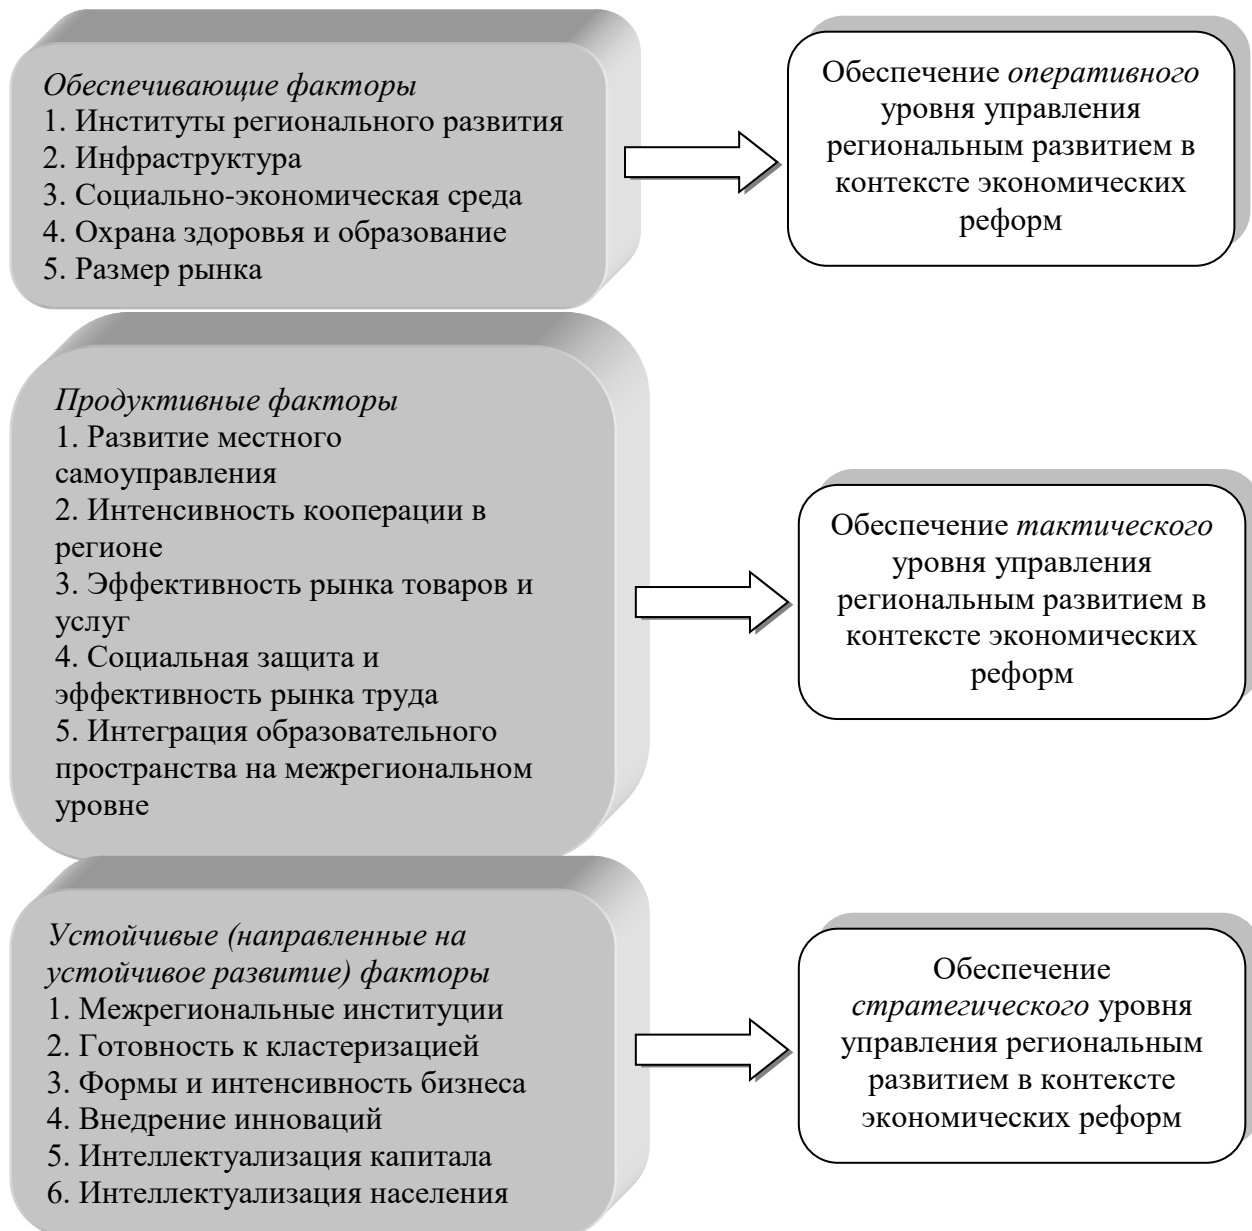 Обеспечивающие факторы
1. Институты регионального развития
2. Инфраструктура
3. Социально-экономическая среда
4. Охрана здоровья и образование
5. Размер рынка
Обеспечение оперативного
уровня управления
региональным развитием в
контексте экономических
реформ
Продуктивные факторы
1. Развитие местного
самоуправления
2. Интенсивность кооперации в
регионе
3. Эффективность рынка товаров и
услуг
4. Социальная защита и
эффективность рынка труда
5. Интеграция образовательного
пространства на межрегиональном
уровне
Обеспечение тактического
уровня управления
региональным развитием в
контексте экономических
реформ
Устойчивые (направленные на
устойчивое развитие) факторы
1. Межрегиональные институции
2. Готовность к кластеризацией
3. Формы и интенсивность бизнеса
4. Внедрение инноваций
5. Интеллектуализация капитала
6. Интеллектуализация населения
Обеспечение
стратегического уровня
управления региональным
развитием в контексте
экономических реформ